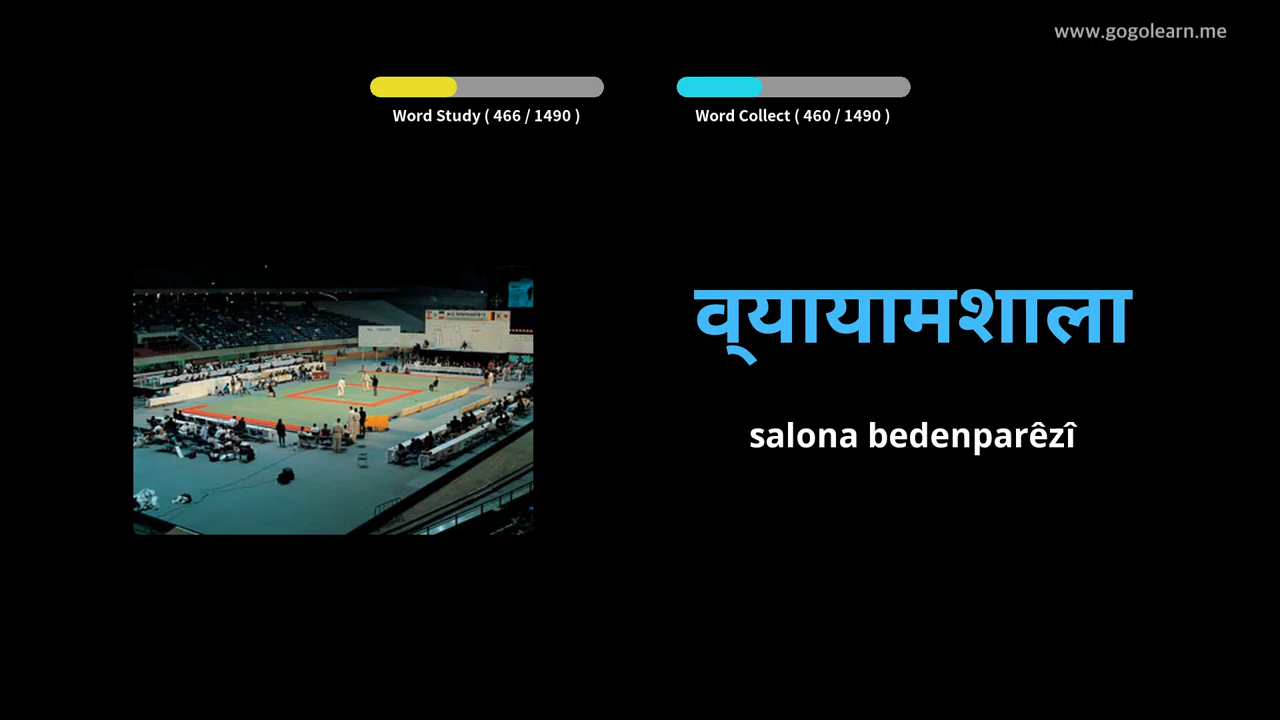 www.gogolearn.me
Word Study ( 466 / 1490 )
Word Collect ( 460 / 1490 )
व्‌यायामशाला
salona bedenparêzî